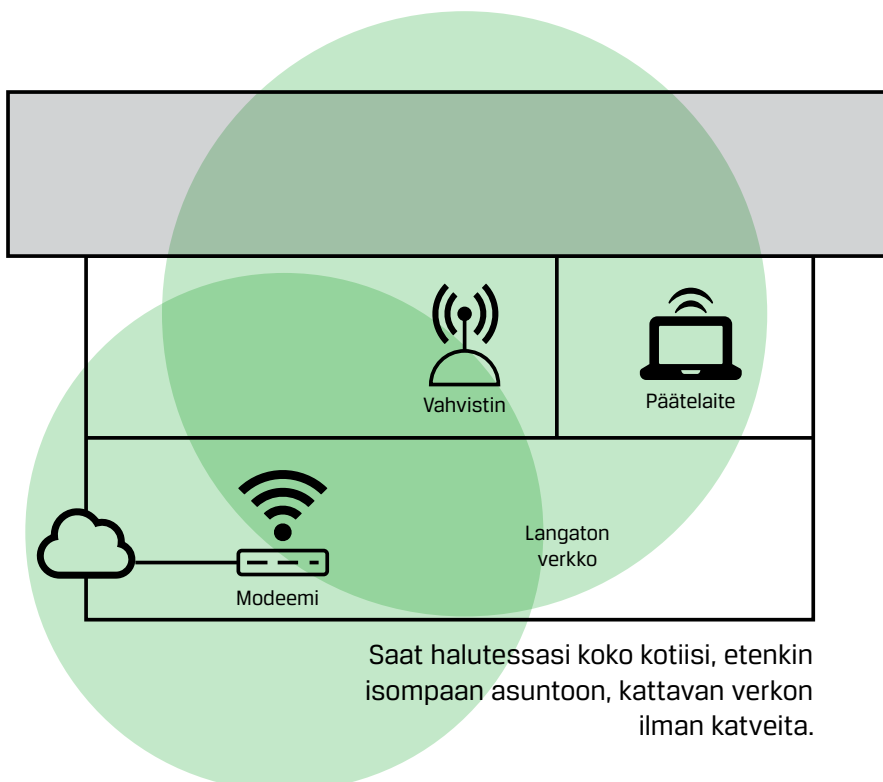 Vahvistin
Päätelaite
Langaton
verkko
Modeemi
Saat halutessasi koko kotiisi, etenkin
isompaan asuntoon, kattavan verkon
ilman katveita.